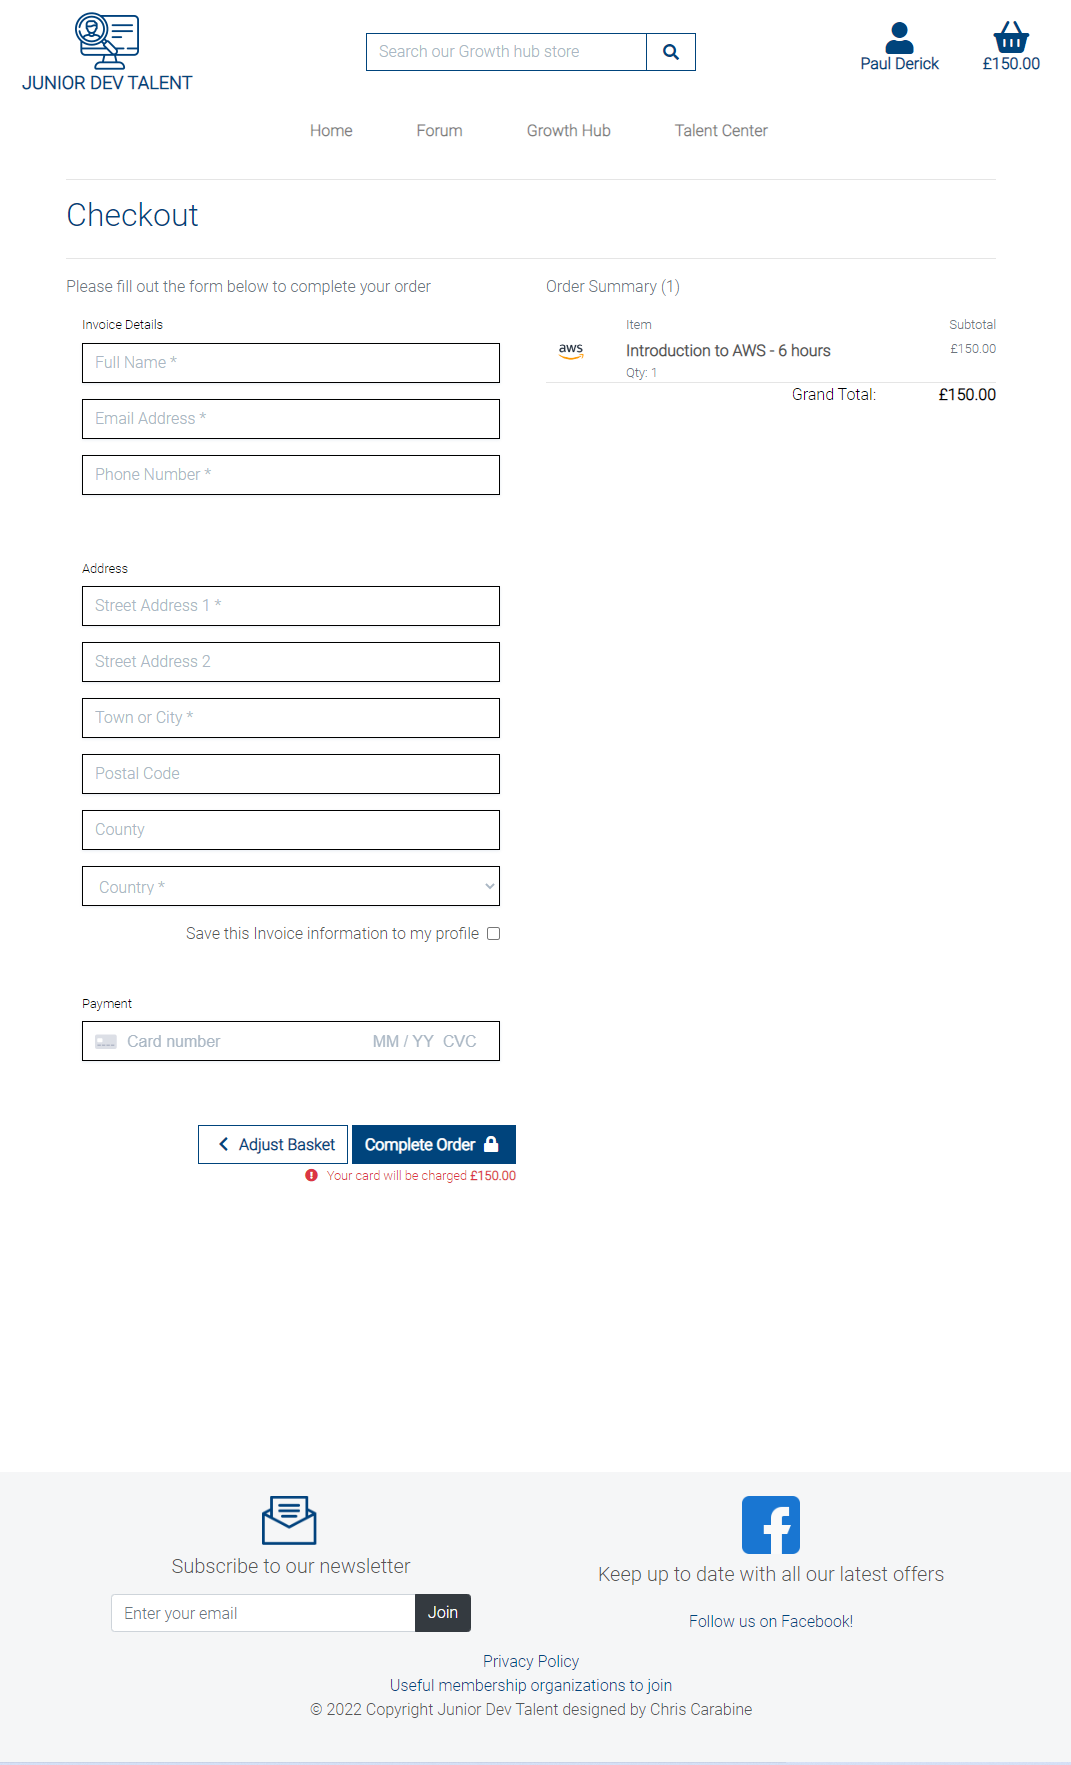 JUNIOR DEV TALENT
Search our Growth hub store
Paul Derick
£150.00
Home Forum Growth Hub Talent Center
Checkout
Please fill out the form below to complete your order
Invoice Details
Full Name *
Email Address *
Phone Number *
Address
Street Address 1 *
Street Address 2
Town or City *
Postal Code
County
Country *
Save this Invoice information to my profile
Payment
Card number MM / YY CVC
Adjust Basket Complete Order
Your card will be charged £150.00
Order Summary (1)
Item Subtotal
aws Introduction to AWS - 6 hours £150.00
Qty: 1
Grand Total: £150.00
Subscribe to our newsletter
Enter your email Join
Keep up to date with all our latest offers
Follow us on Facebook!
Privacy Policy
Useful membership organizations to join
© 2022 Copyright Junior Dev Talent designed by Chris Carabine